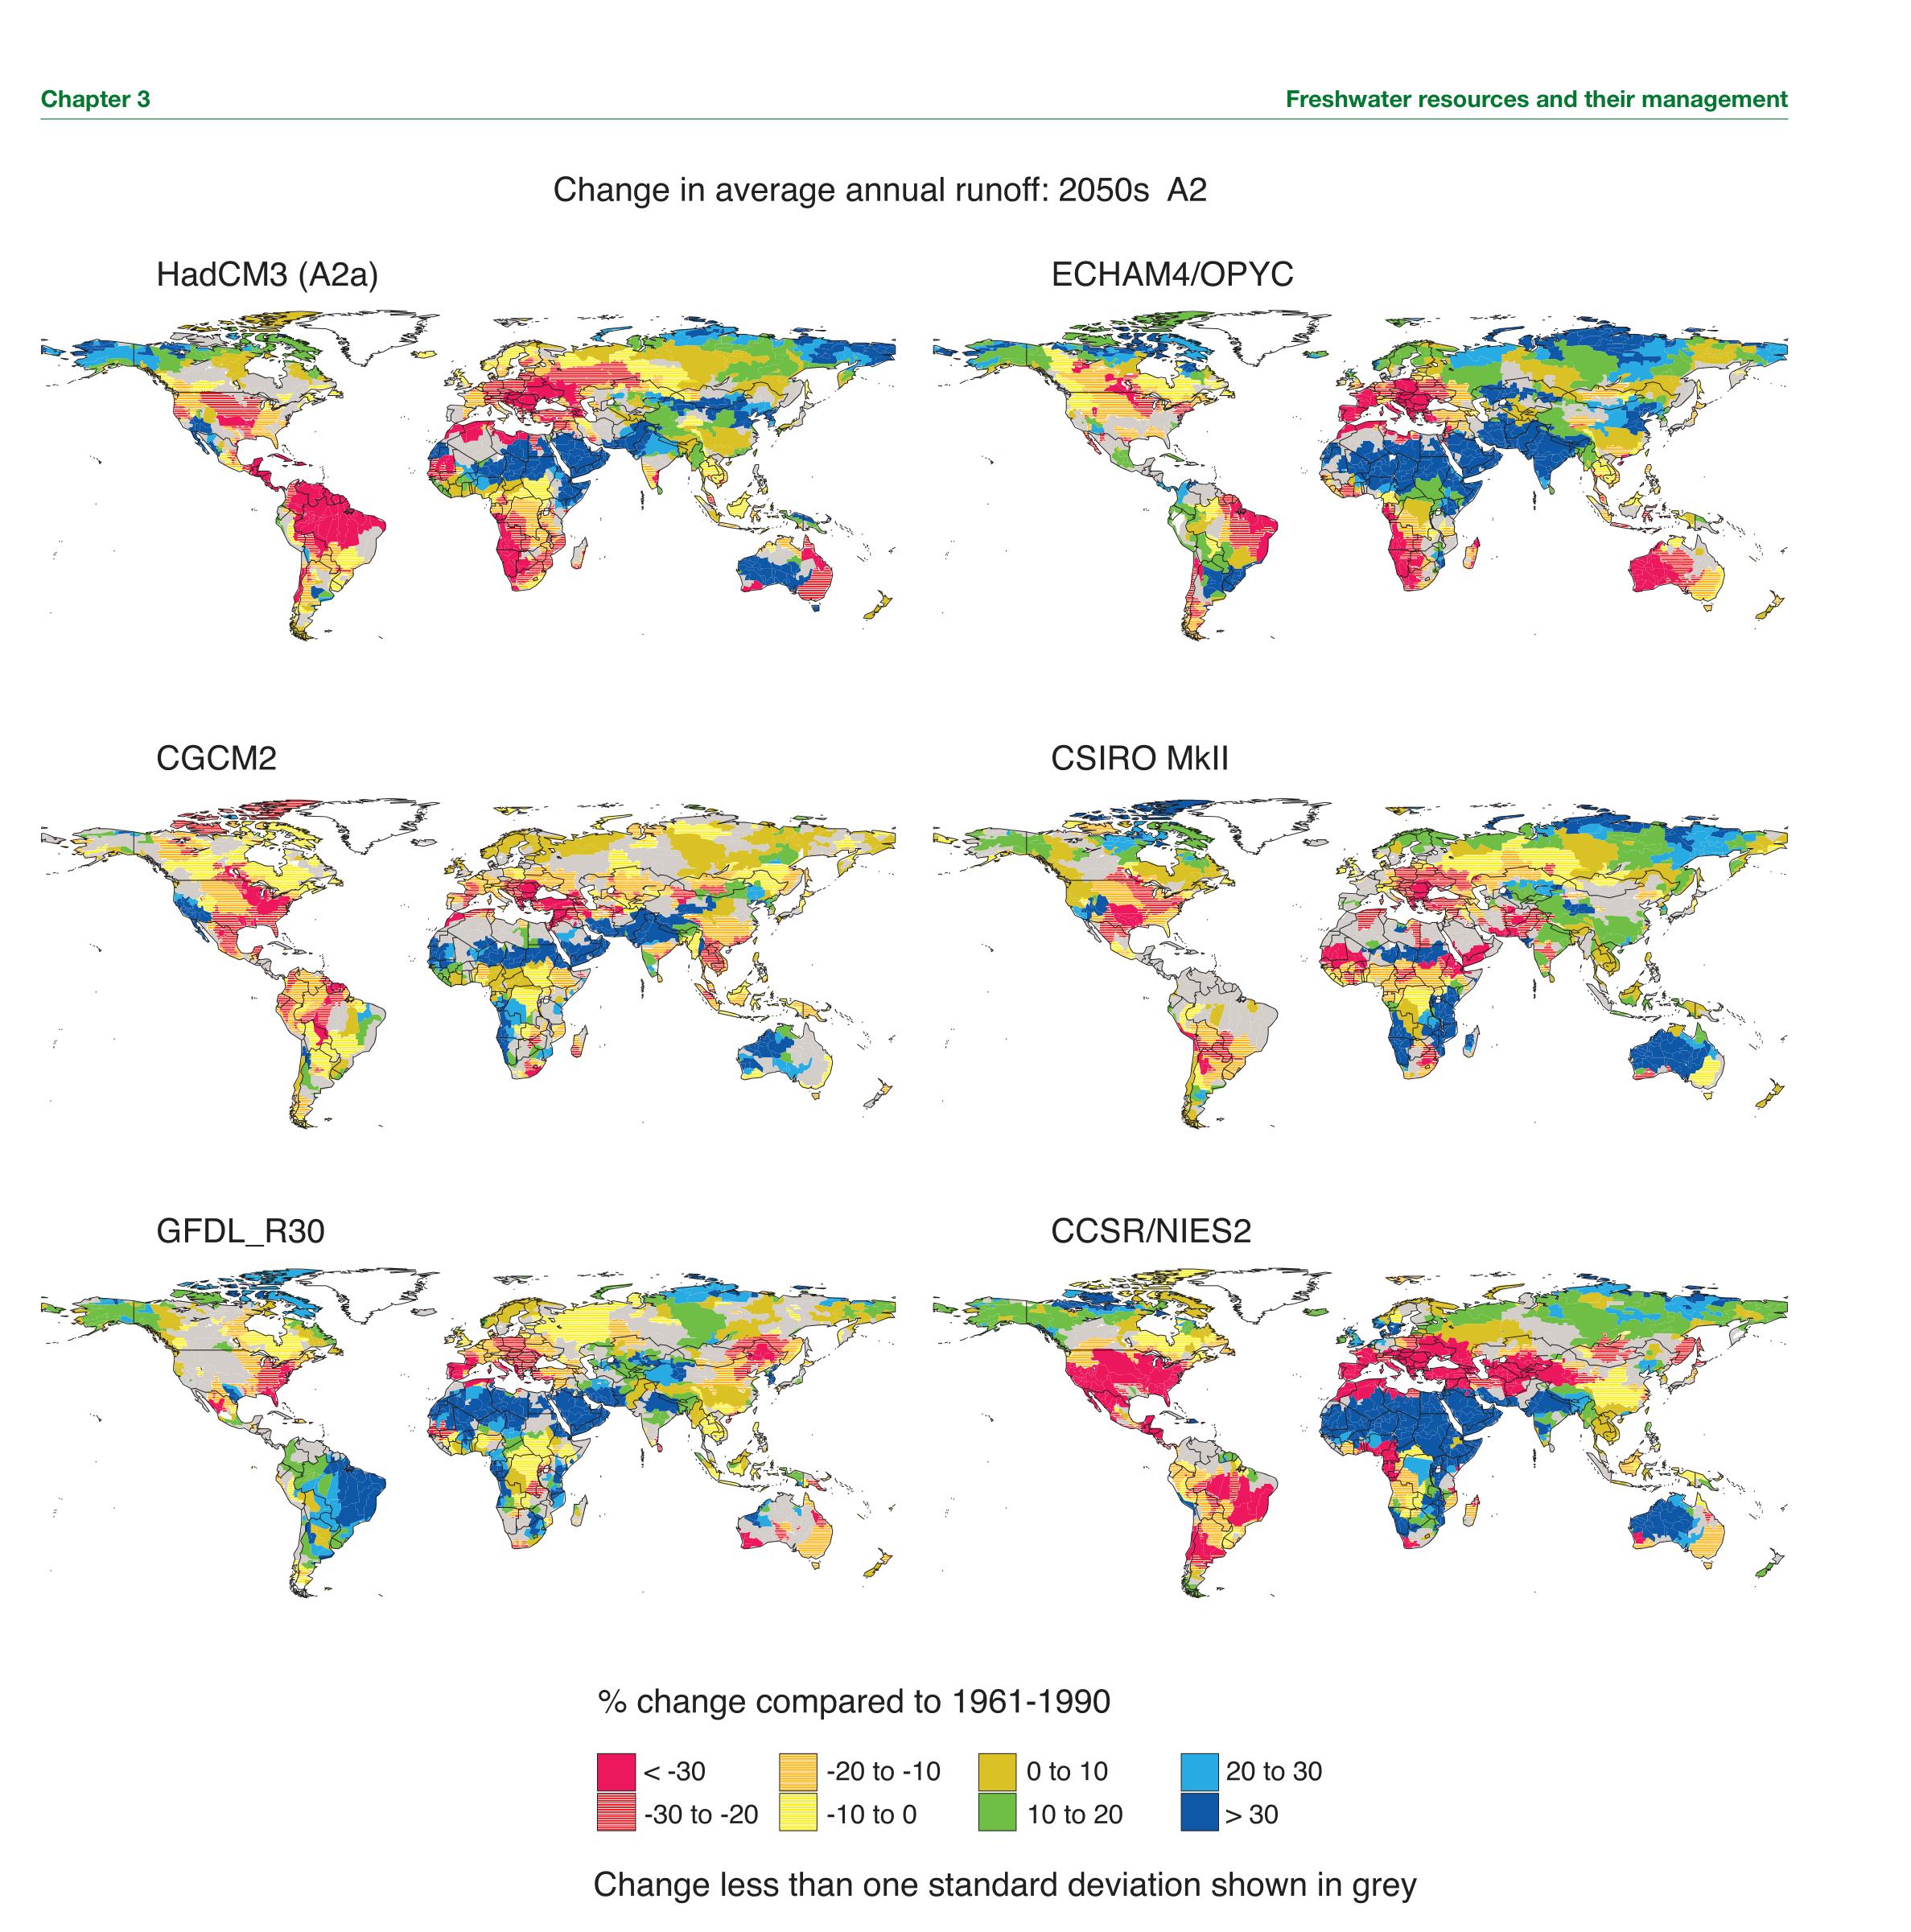 Chapter 3
Freshwater resources and their management
Change in average annual runoff: 2050s A2
HadCM3 (A2a)
ECHAM4/OPYC
CGCM2
CSIRO MkII
GFDL_R30
CCSR/NIES2
% change compared to 1961-1990
< -30
-20 to -10
0 to 10
20 to 30
-30 to -20
-10 to 0
10 to 20
> 30
Change less than one standard deviation shown in grey